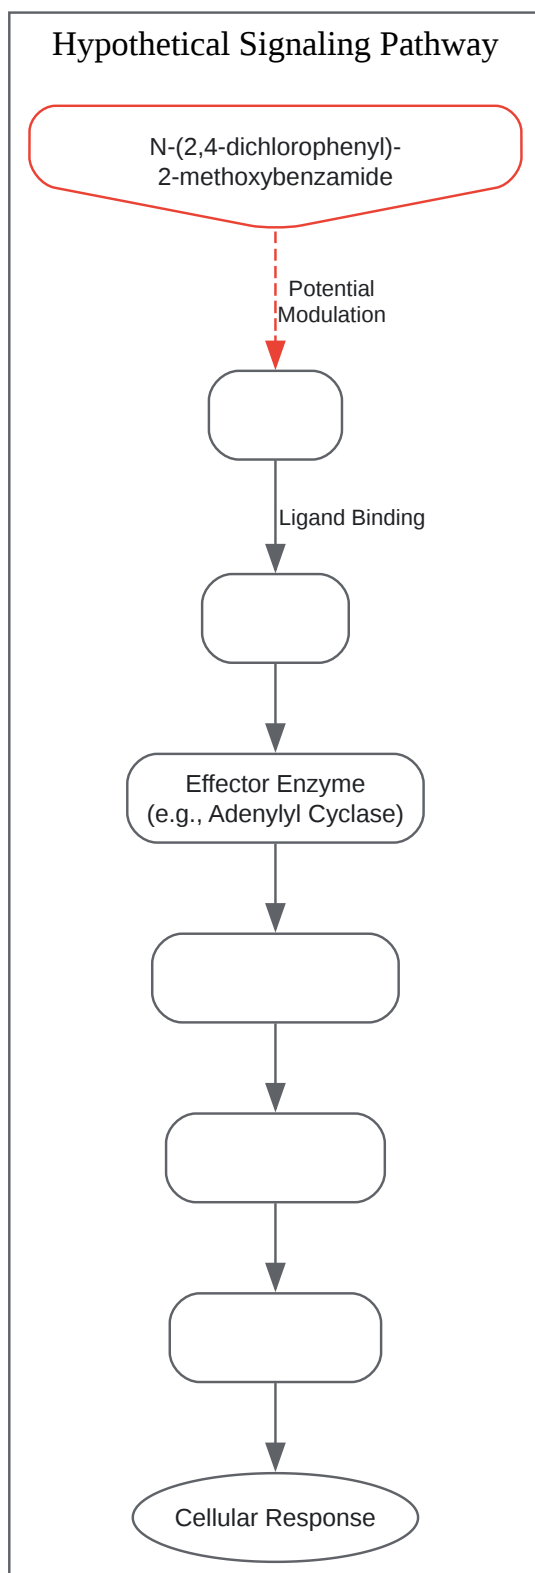 Hypothetical Signaling Pathway
N-(2,4-dichlorophenyl)-
2-methoxybenzamide
Potential
Modulation
Ligand Binding
Effector Enzyme
(e.g., Adenylyl Cyclase)
Cellular Response